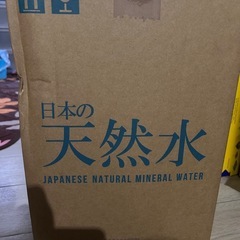 日本の
天然水
JAPANESE NATURAL MINERAL WATER